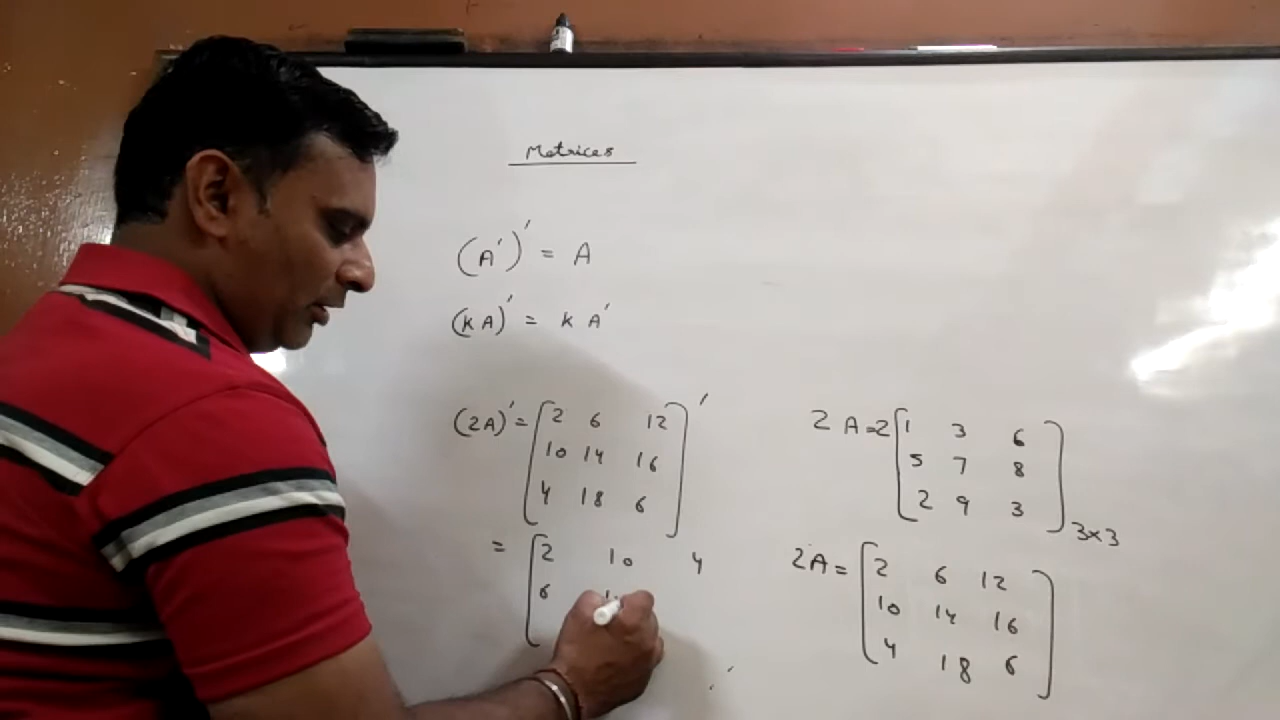 Matrices
(A′)′ = A
(KA)′ = KA′
(2A)′ = [2 6 12]′
10 14 16
4 18 6
= [2 10 4
6
2A=2[1 3 6]
5 7 8
2 9 3
3×3
2A = [2 6 12]
10 14 16
4 18 6